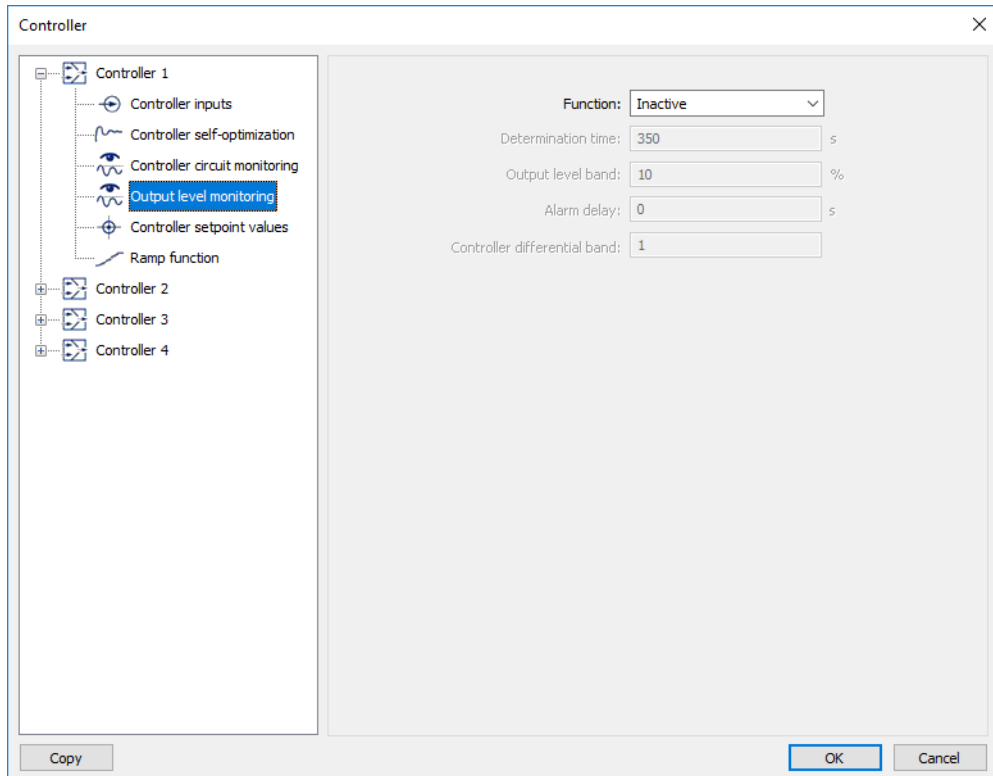 Controller
Controller 1
Controller inputs
Controller self-optimization
Controller circuit monitoring
Output level monitoring
Controller setpoint values
Ramp function
Controller 2
Controller 3
Controller 4
Function: Inactive
Determination time: 350 s
Output level band: 10 %
Alarm delay: 0 s
Controller differential band: 1
Copy OK Cancel